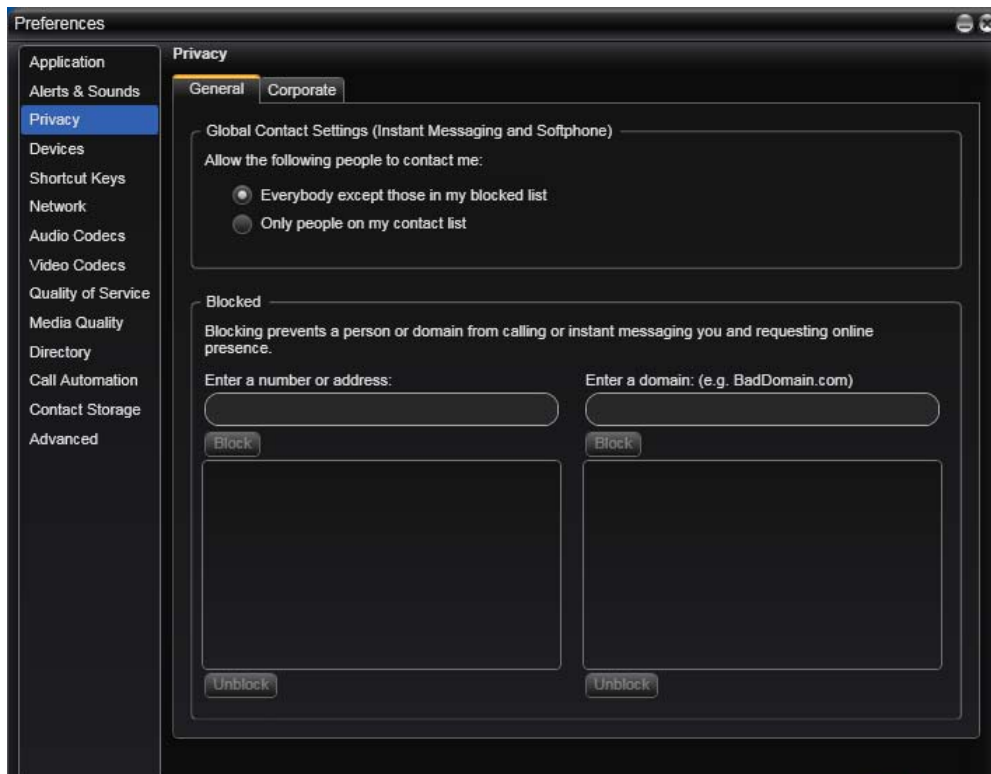 Preferences
Application
Alerts & Sounds
Privacy
Devices
Shortcut Keys
Network
Audio Codecs
Video Codecs
Quality of Service
Media Quality
Directory
Call Automation
Contact Storage
Advanced
Privacy
General
Corporate
Global Contact Settings (Instant Messaging and Softphone)
Allow the following people to contact me:
Everybody except those in my blocked list
Only people on my contact list
Blocked
Blocking prevents a person or domain from calling or instant messaging you and requesting online
presence.
Enter a number or address:
Block
Unblock
Enter a domain: (e.g. BadDomain.com)
Block
Unblock